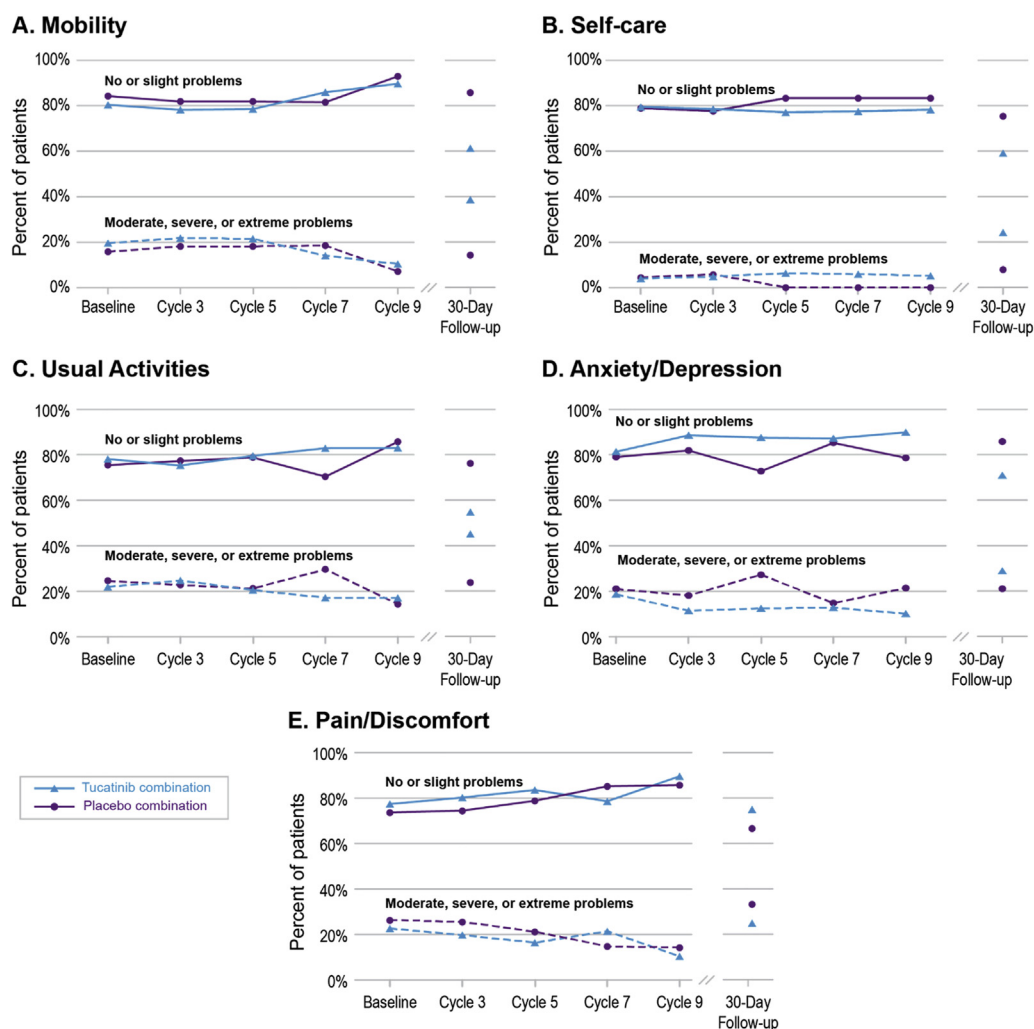 A. Mobility
Percent of patients
100%
80%
60%
40%
20%
0%
No or slight problems
Moderate, severe, or extreme problems
Baseline Cycle 3 Cycle 5 Cycle 7 Cycle 9 // 30-Day
Follow-up
B. Self-care
Percent of patients
100%
80%
60%
40%
20%
0%
No or slight problems
Moderate, severe, or extreme problems
Baseline Cycle 3 Cycle 5 Cycle 7 Cycle 9 // 30-Day
Follow-up
C. Usual Activities
Percent of patients
100%
80%
60%
40%
20%
0%
No or slight problems
Moderate, severe, or extreme problems
Baseline Cycle 3 Cycle 5 Cycle 7 Cycle 9 // 30-Day
Follow-up
D. Anxiety/Depression
Percent of patients
100%
80%
60%
40%
20%
0%
No or slight problems
Moderate, severe, or extreme problems
Baseline Cycle 3 Cycle 5 Cycle 7 Cycle 9 // 30-Day
Follow-up
E. Pain/Discomfort
Tucatinib combination
Placebo combination
Percent of patients
100%
80%
60%
40%
20%
0%
No or slight problems
Moderate, severe, or extreme problems
Baseline Cycle 3 Cycle 5 Cycle 7 Cycle 9 // 30-Day
Follow-up